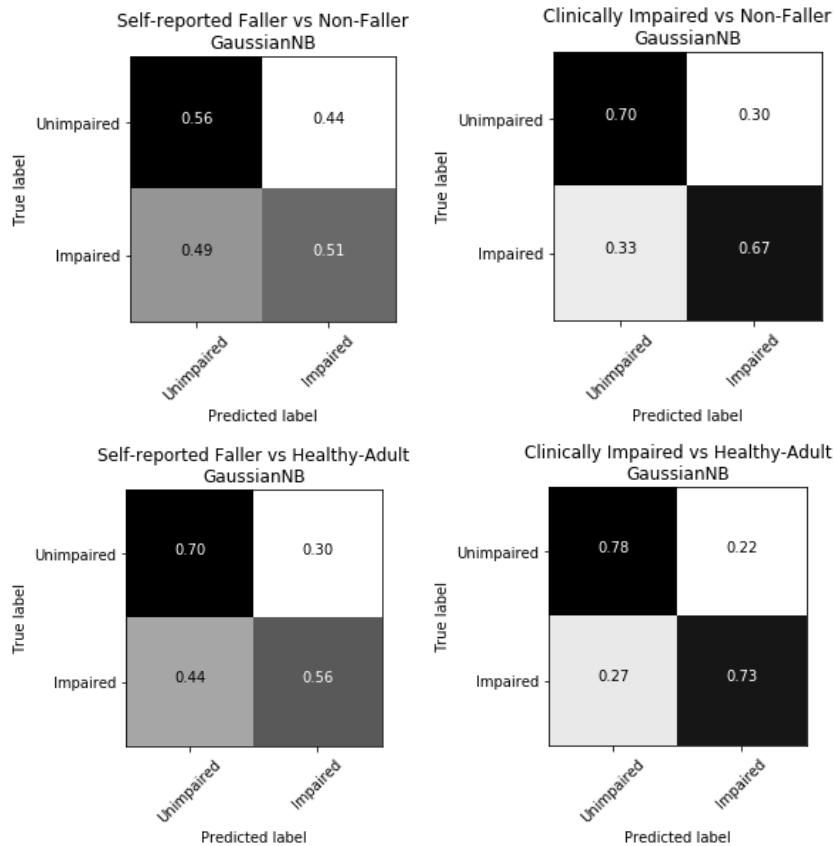 Self-reported Faller vs Non-Faller
GaussianNB
True label
Unimpaired
0.56
0.44
Impaired
0.49
0.51
Unimpaired
Impaired
Predicted label
Clinically Impaired vs Non-Faller
GaussianNB
True label
Unimpaired
0.70
0.30
Impaired
0.33
0.67
Unimpaired
Impaired
Predicted label
Self-reported Faller vs Healthy-Adult
GaussianNB
True label
Unimpaired
0.70
0.30
Impaired
0.44
0.56
Unimpaired
Impaired
Predicted label
Clinically Impaired vs Healthy-Adult
GaussianNB
True label
Unimpaired
0.78
0.22
Impaired
0.27
0.73
Unimpaired
Impaired
Predicted label